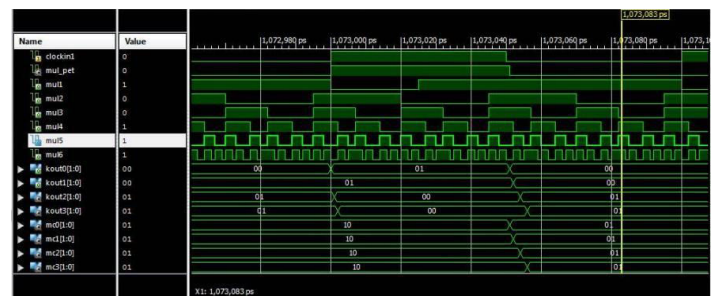 1,073,083 ps
Name Value 1,072,980 ps 1,073,000 ps 1,073,020 ps 1,073,040 ps 1,073,060 ps 1,073,080 ps 1,073,1
clockin1 0
mul_pet 0
mul1 1
mul2 0
mul3 0
mul4 1
mul5 1
mul6 1
kout0[1:0] 00 00 01 00
kout1[1:0] 00 01 00
kout2[1:0] 01 01 00 01
kout3[1:0] 01 01 00 01
mc0[1:0] 01 10 01
mc1[1:0] 01 10 01
mc2[1:0] 01 10 01
mc3[1:0] 01 10 01
X1: 1,073,083 ps